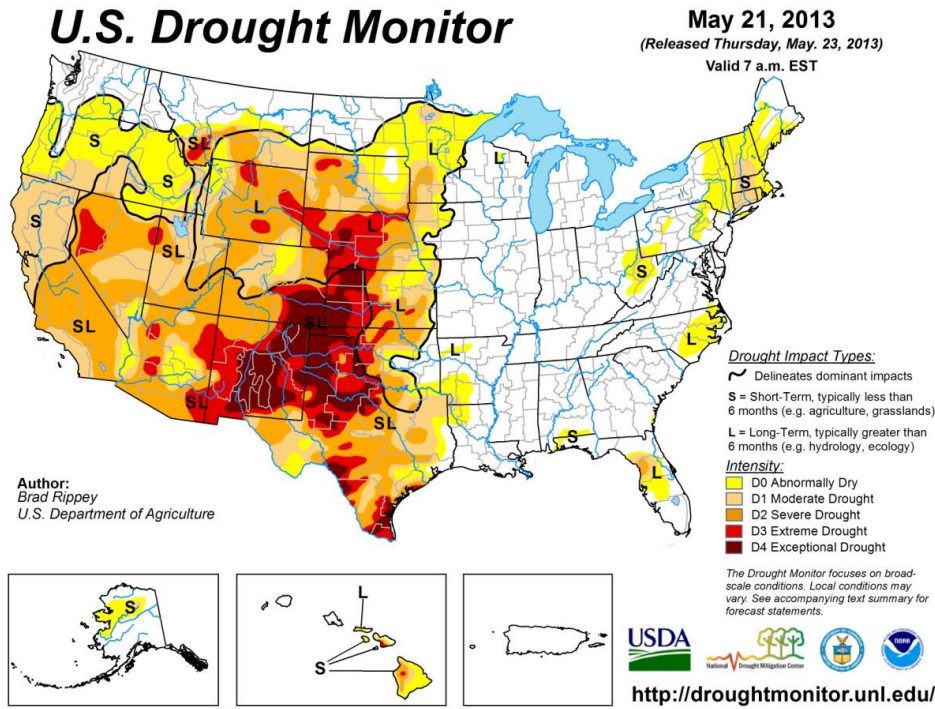 U.S. Drought Monitor
May 21, 2013
(Released Thursday, May. 23, 2013)
Valid 7 a.m. EST
S
SL
S
L
L
S
S
L
SL
S
L
SL
SL
L
L
SL
SL
S
L
Drought Impact Types:
Delineates dominant impacts
S = Short-Term, typically less than
6 months (e.g. agriculture, grasslands)
L = Long-Term, typically greater than
6 months (e.g. hydrology, ecology)
Intensity:
D0 Abnormally Dry
D1 Moderate Drought
D2 Severe Drought
D3 Extreme Drought
D4 Exceptional Drought
Author:
Brad Rippey
U.S. Department of Agriculture
The Drought Monitor focuses on broad-
scale conditions. Local conditions may
vary. See accompanying text summary for
forecast statements.
S
L
S
USDA
National Drought Mitigation Center
NOAA
http://droughtmonitor.unl.edu/